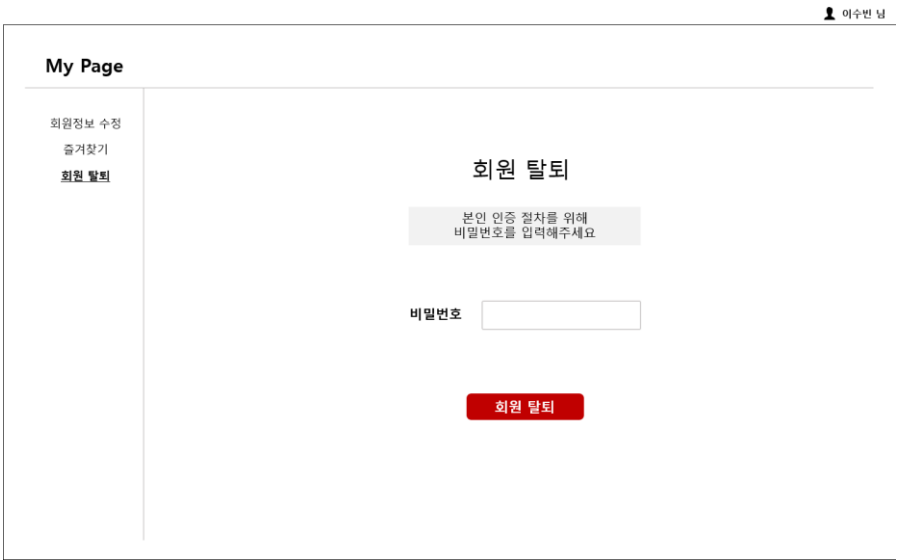 이수빈 님
My Page
회원정보 수정
즐겨찾기
회원 탈퇴
회원 탈퇴
본인 인증 절차를 위해
비밀번호를 입력해주세요
비밀번호
회원 탈퇴